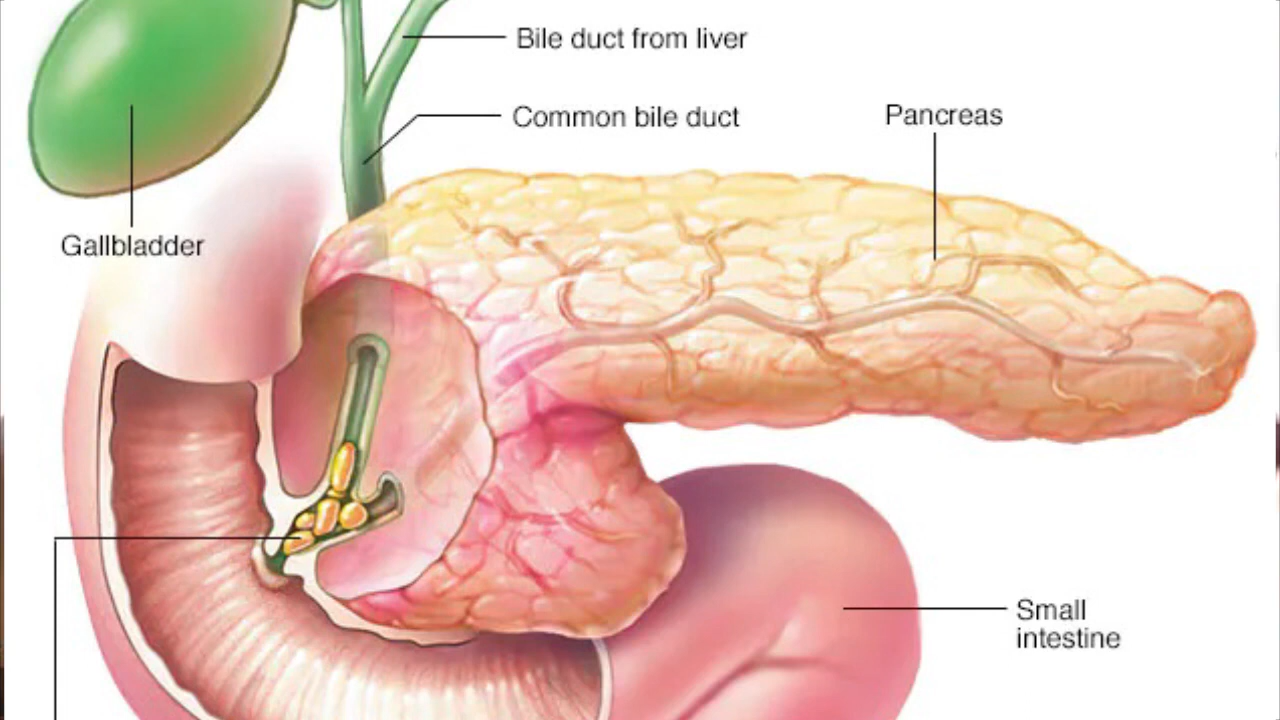 Bile duct from liver
Common bile duct
Pancreas
Gallbladder
Small
intestine